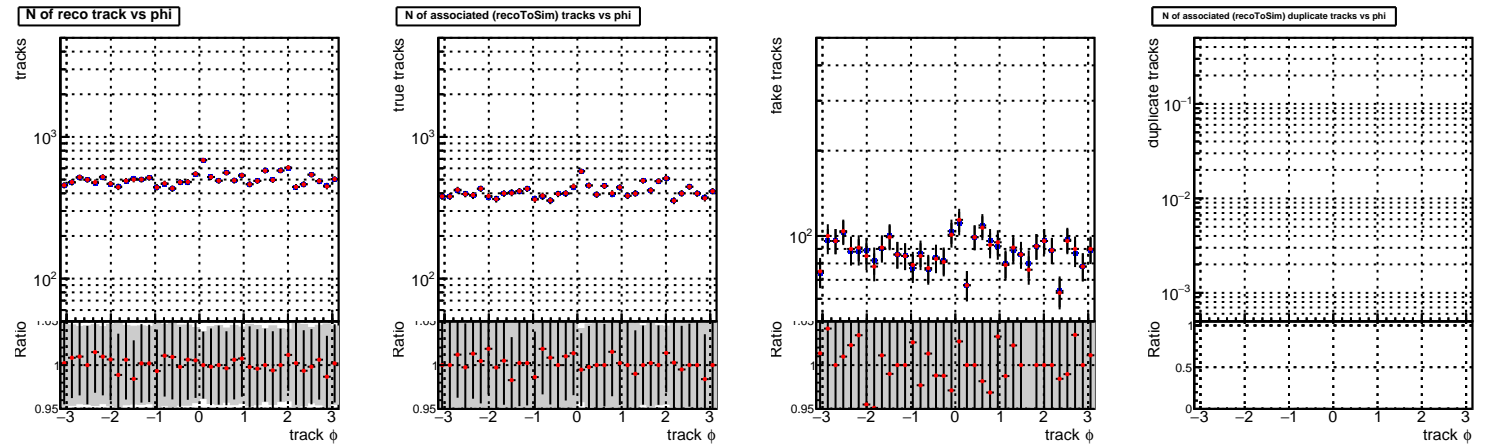 N of reco track vs phi
tracks
10³
10²
Ratio
1
0.95
−3 −2 −1 0 1 2 3
track ϕ
N of associated (recoToSim) tracks vs phi
true tracks
10³
10²
Ratio
1
0.95
−3 −2 −1 0 1 2 3
track ϕ
fake tracks
10²
Ratio
1
0.95
−3 −2 −1 0 1 2 3
track ϕ
N of associated (recoToSim) duplicate tracks vs phi
duplicate tracks
10⁻¹
10⁻²
10⁻³
Ratio
1
0.5
0
−3 −2 −1 0 1 2 3
track ϕ